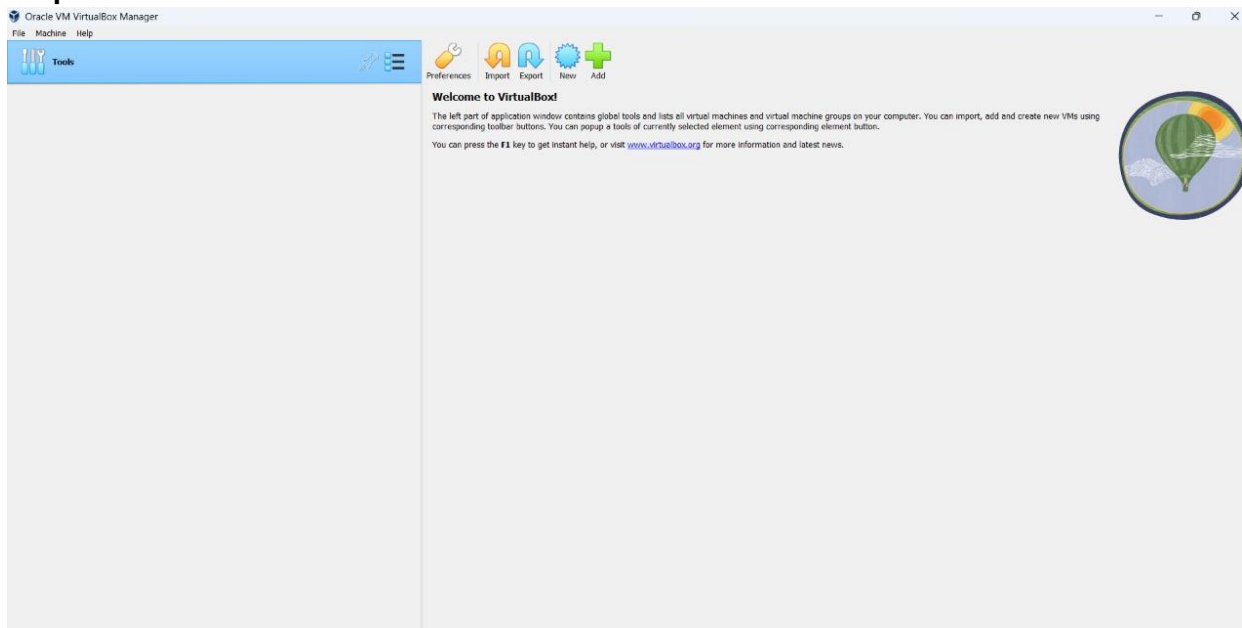 Oracle VM VirtualBox Manager
File Machine Help
Tools
Preferences Import Export New Add
Welcome to VirtualBox!
The left part of application window contains global tools and lists all virtual machines and virtual machine groups on your computer. You can import, add and create new VMs using
corresponding toolbar buttons. You can popup a tools of currently selected element using corresponding element button.
You can press the F1 key to get instant help, or visit www.virtualbox.org for more information and latest news.